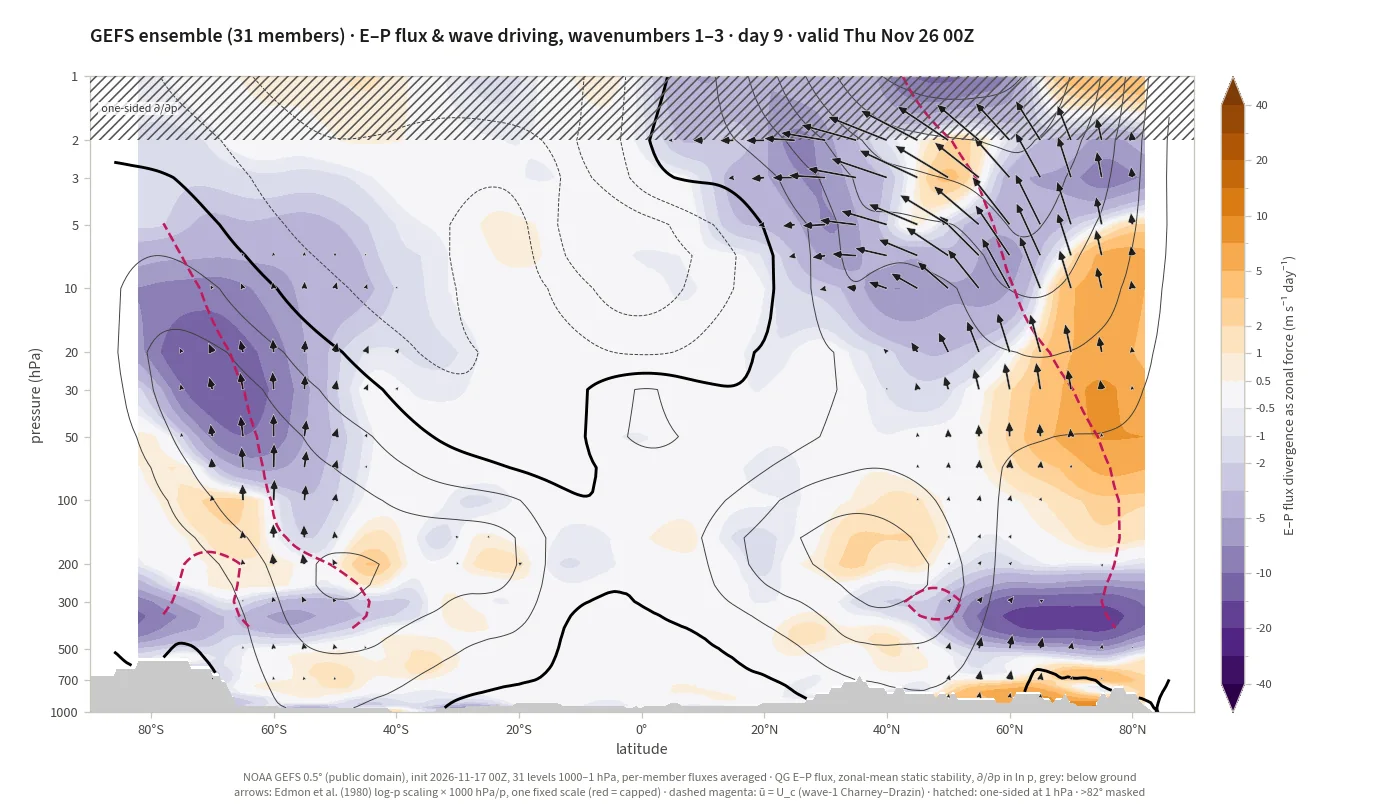 GEFS ensemble (31 members) · E–P flux & wave driving, wavenumbers 1–3 · day 9 · valid Thu Nov 26 00Z
one-sided ∂/∂p
pressure (hPa)
1
2
3
5
10
20
30
50
100
200
300
500
700
1000
80°S
60°S
40°S
20°S
0°
20°N
40°N
60°N
80°N
latitude
40
20
10
5
2
1
0.5
-0.5
-1
-2
-5
-10
-20
-40
E–P flux divergence as zonal force (m s⁻¹ day⁻¹)
NOAA GEFS 0.5° (public domain), init 2026-11-17 00Z, 31 levels 1000–1 hPa, per-member fluxes averaged · QG E–P flux, zonal-mean static stability, ∂/∂p in ln p, grey: below ground
arrows: Edmon et al. (1980) log-p scaling × 1000 hPa/p, one fixed scale (red = capped) · dashed magenta: ū = U_c (wave-1 Charney–Drazin) · hatched: one-sided at 1 hPa · >82° masked